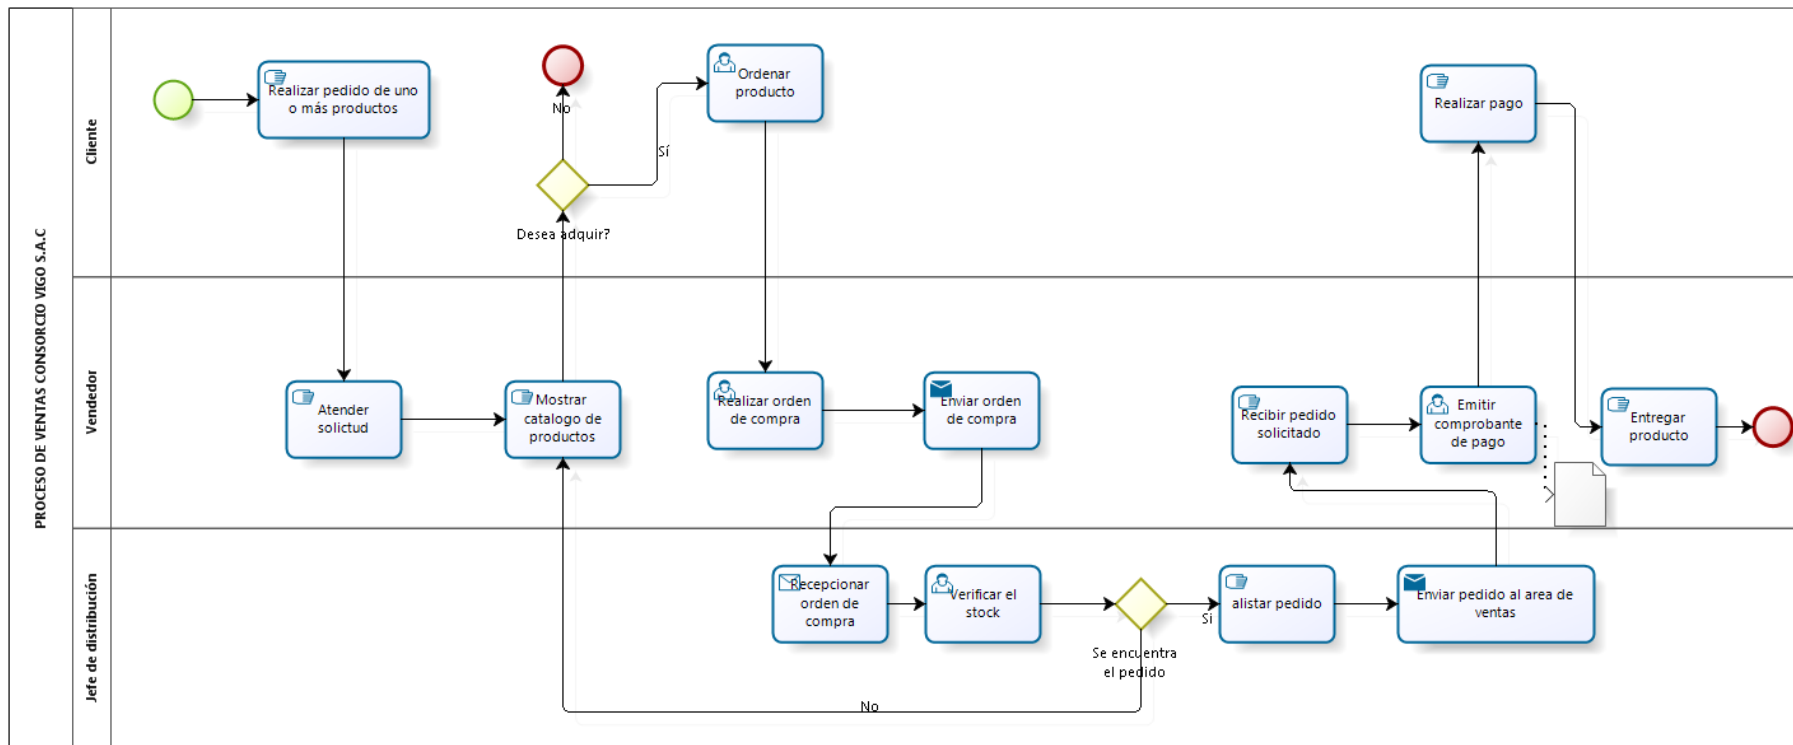 PROCESO DE VENTAS CONSORCIO VIGO S.A.C
Cliente
Realizar pedido de uno
o más productos
No
Desea adquir?
Sí
Ordenar
producto
Realizar pago
Vendedor
Atender
solictud
Mostrar
catalogo de
productos
Realizar orden
de compra
Enviar orden
de compra
Recibir pedido
solicitado
Emitir
comprobante
de pago
Entregar
producto
Jefe de distribución
Recepcionar
orden de
compra
Verificar el
stock
Se encuentra
el pedido
Si
No
alistar pedido
Enviar pedido al area de
ventas